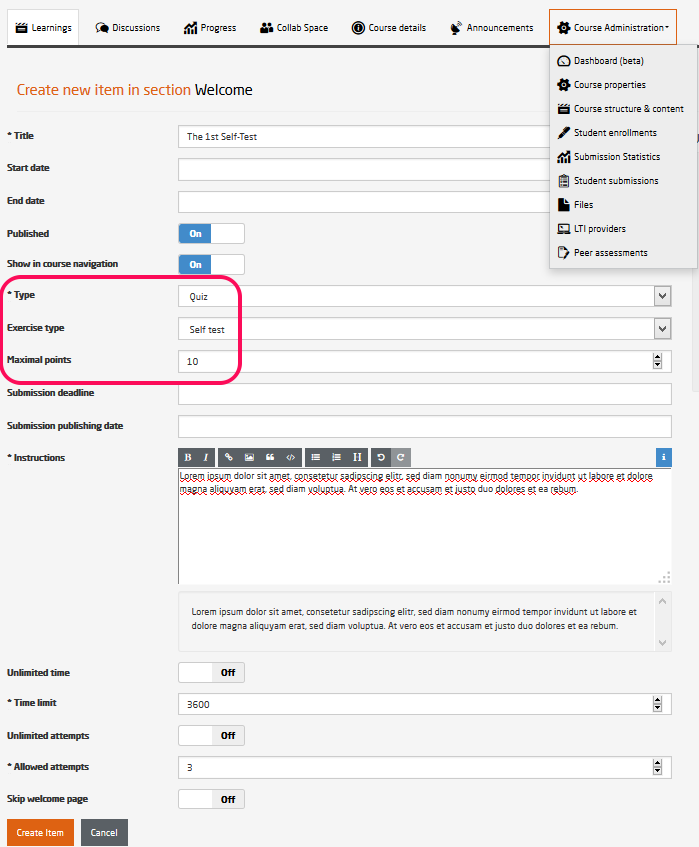 Learnings Discussions Progress Collab Space Course details Announcements Course Administration
Dashboard (beta)
Course properties
Course structure & content
Student enrollments
Submission Statistics
Student submissions
Files
LTI providers
Peer assessments
Create new item in section Welcome
* Title The 1st Self-Test
Start date
End date
Published On
Show in course navigation On
* Type Quiz
Exercise type Self test
Maximal points 10
Submission deadline
Submission publishing date
* Instructions B I H i
Lorem ipsum dolor sit amet, consetetur sadipscing elitr, sed diam nonumy eirmod tempor invidunt ut labore et dolore
magna aliquyam erat, sed diam voluptua. At vero eos et accusam et justo duo dolores et ea rebum.
Lorem ipsum dolor sit amet, consetetur sadipscing elitr, sed diam nonumy eirmod tempor invidunt ut labore et
dolore magna aliquyam erat, sed diam voluptua. At vero eos et accusam et justo duo dolores et ea rebum.
Unlimited time Off
* Time limit 3600
Unlimited attempts Off
* Allowed attempts 3
Skip welcome page Off
Create Item Cancel